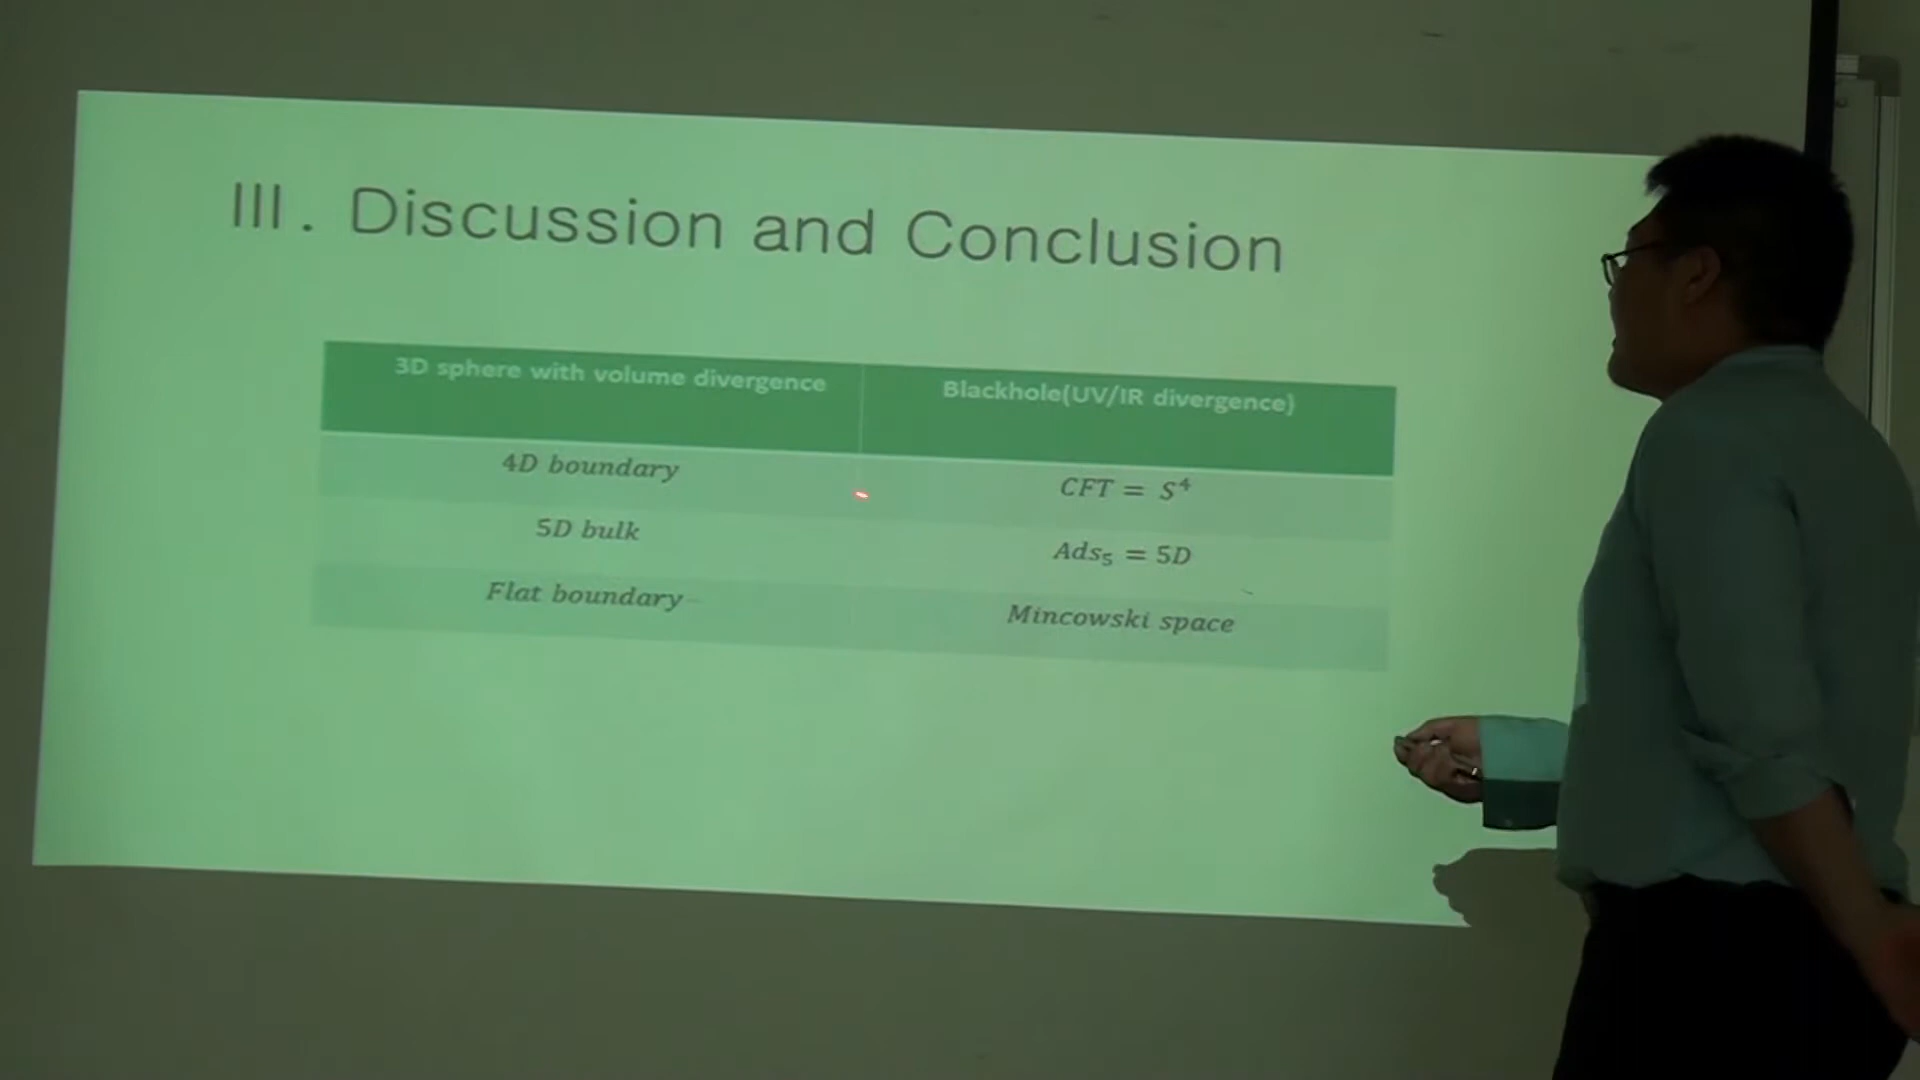 III. Discussion and Conclusion
3D sphere with volume divergence
Blackhole(UV/IR divergence)
4D boundary
CFT = S⁴
5D bulk
Ads₅ = 5D
Flat boundary
Mincowski space